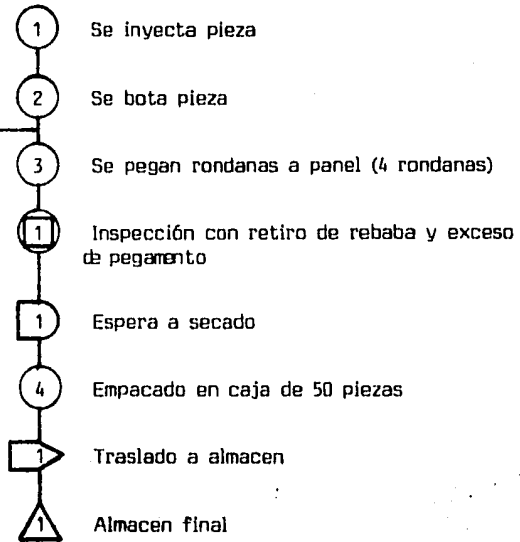 1 Se inyecta pieza
2 Se bota pieza
3 Se pegan rondanas a panel (4 rondanas)
1 Inspección con retiro de rebaba y exceso
de pegamento
1 Espera a secado
4 Empacado en caja de 50 piezas
1 Traslado a almacen
1 Almacen final